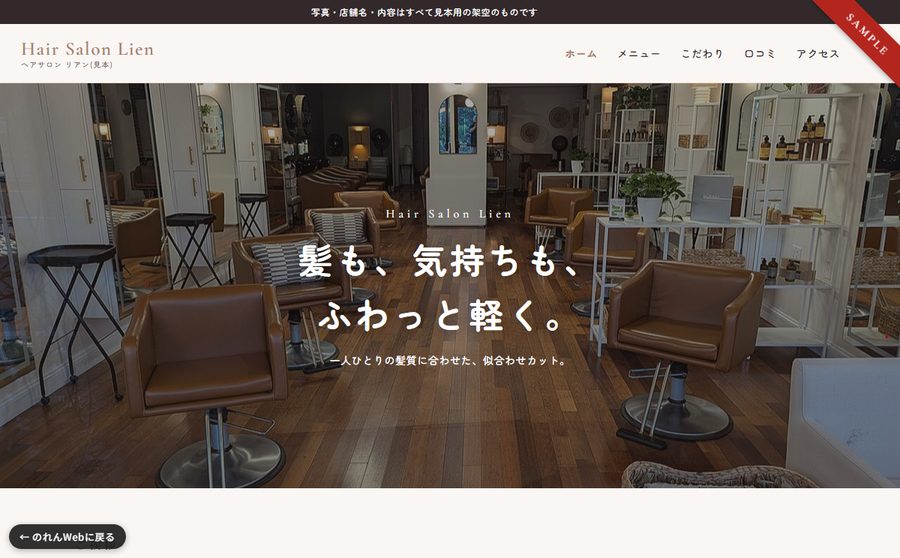 写真・店舗名・内容はすべて見本用の架空のものです
SAMPLE
Hair Salon Lien
ヘアサロン リアン(見本)
ホーム
メニュー
こだわり
口コミ
アクセス
Hair Salon Lien
髪も、気持ちも、
ふわっと軽く。
一人ひとりの髪質に合わせた、似合わせカット。
← のれんWebに戻る